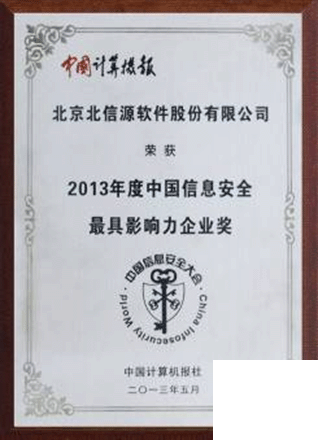 中国计算机报
北京北信源软件股份有限公司
荣获
2013年度中国信息安全
最具影响力企业奖
中国信息安全大会
China Infosecurity World
中国计算机报社
二〇一三年五月